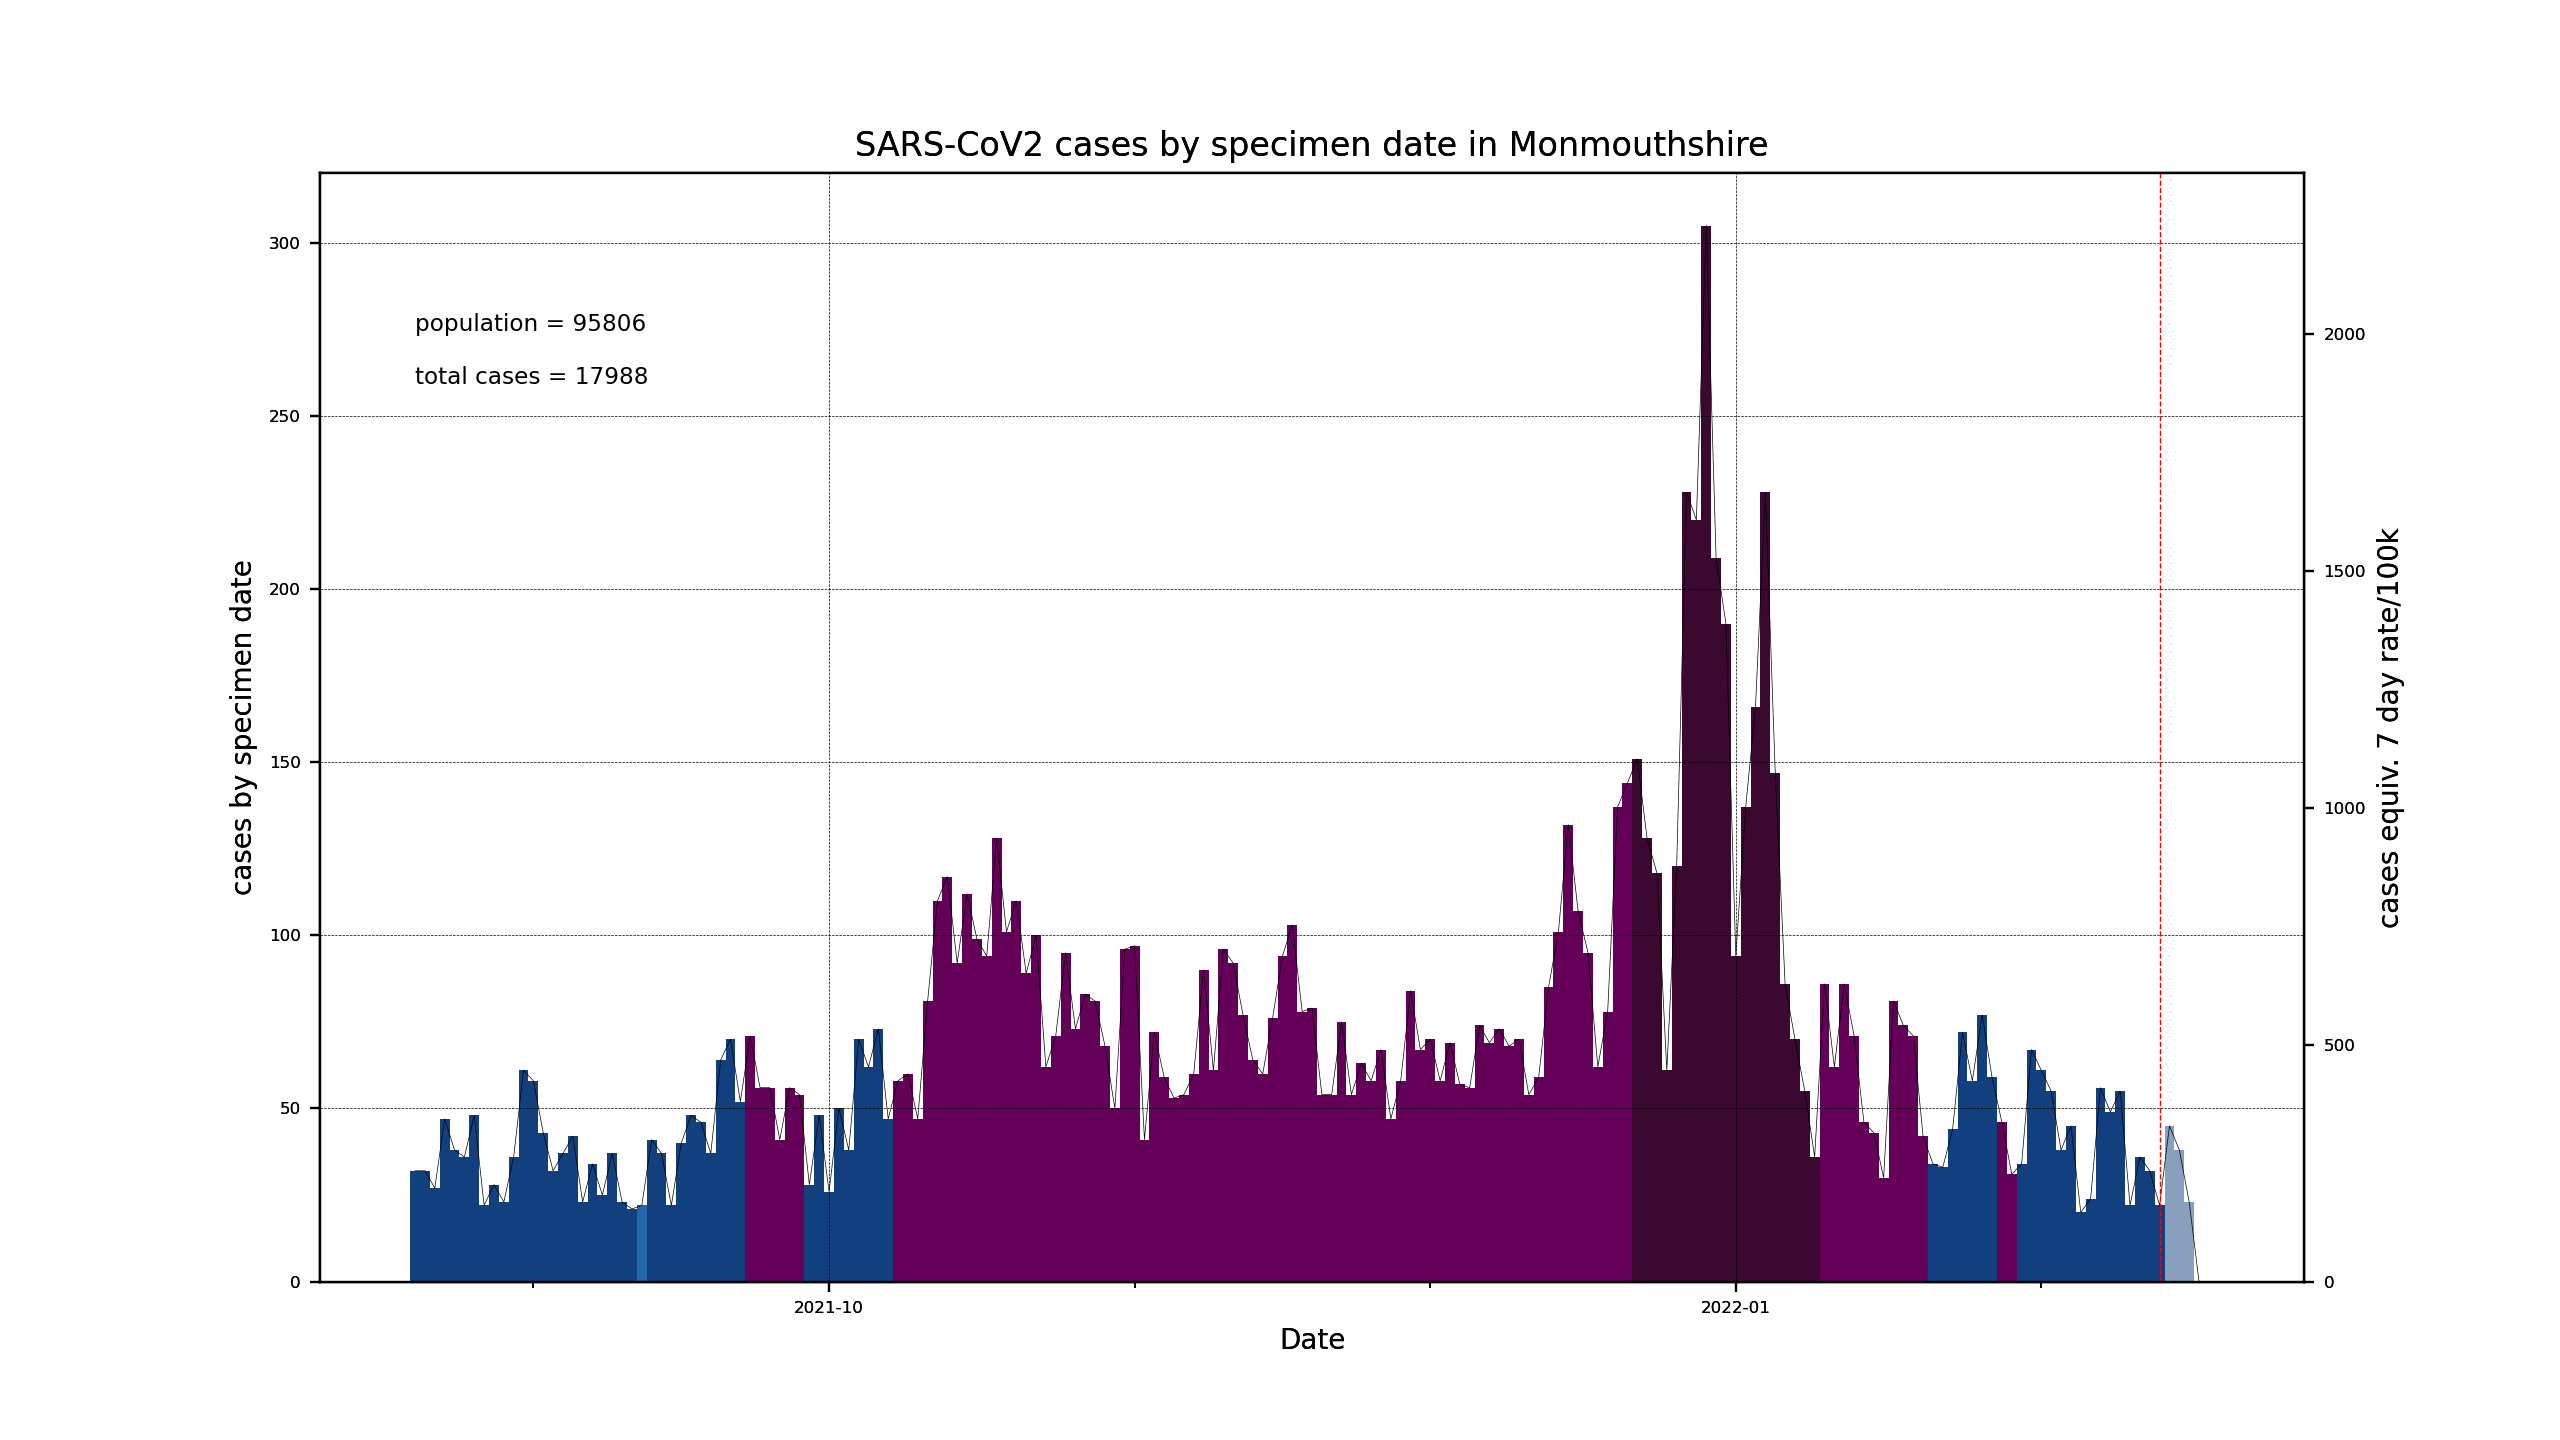 SARS-CoV2 cases by specimen date in Monmouthshire
population = 95806
total cases = 17988
cases by specimen date
300
250
200
150
100
50
0
2000
1500
1000
500
0
cases equiv. 7 day rate/100k
2021-10
2022-01
Date